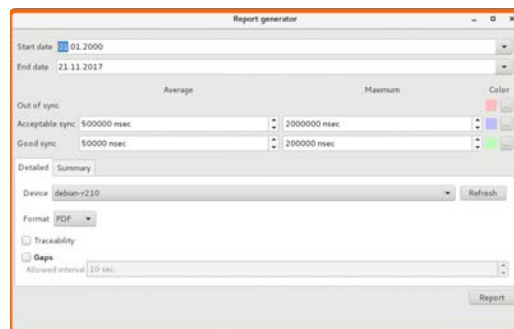 Report generator
Start date 01.01.2000
End date 21.11.2017
Average Maximum Color
Out of sync
Acceptable sync 500000 nsec 2000000 nsec
Good sync 50000 nsec 200000 nsec
Detailed Summary
Device debian-r210 Refresh
Format PDF
Traceability
Gaps
Allowed interval 10 sec
Report